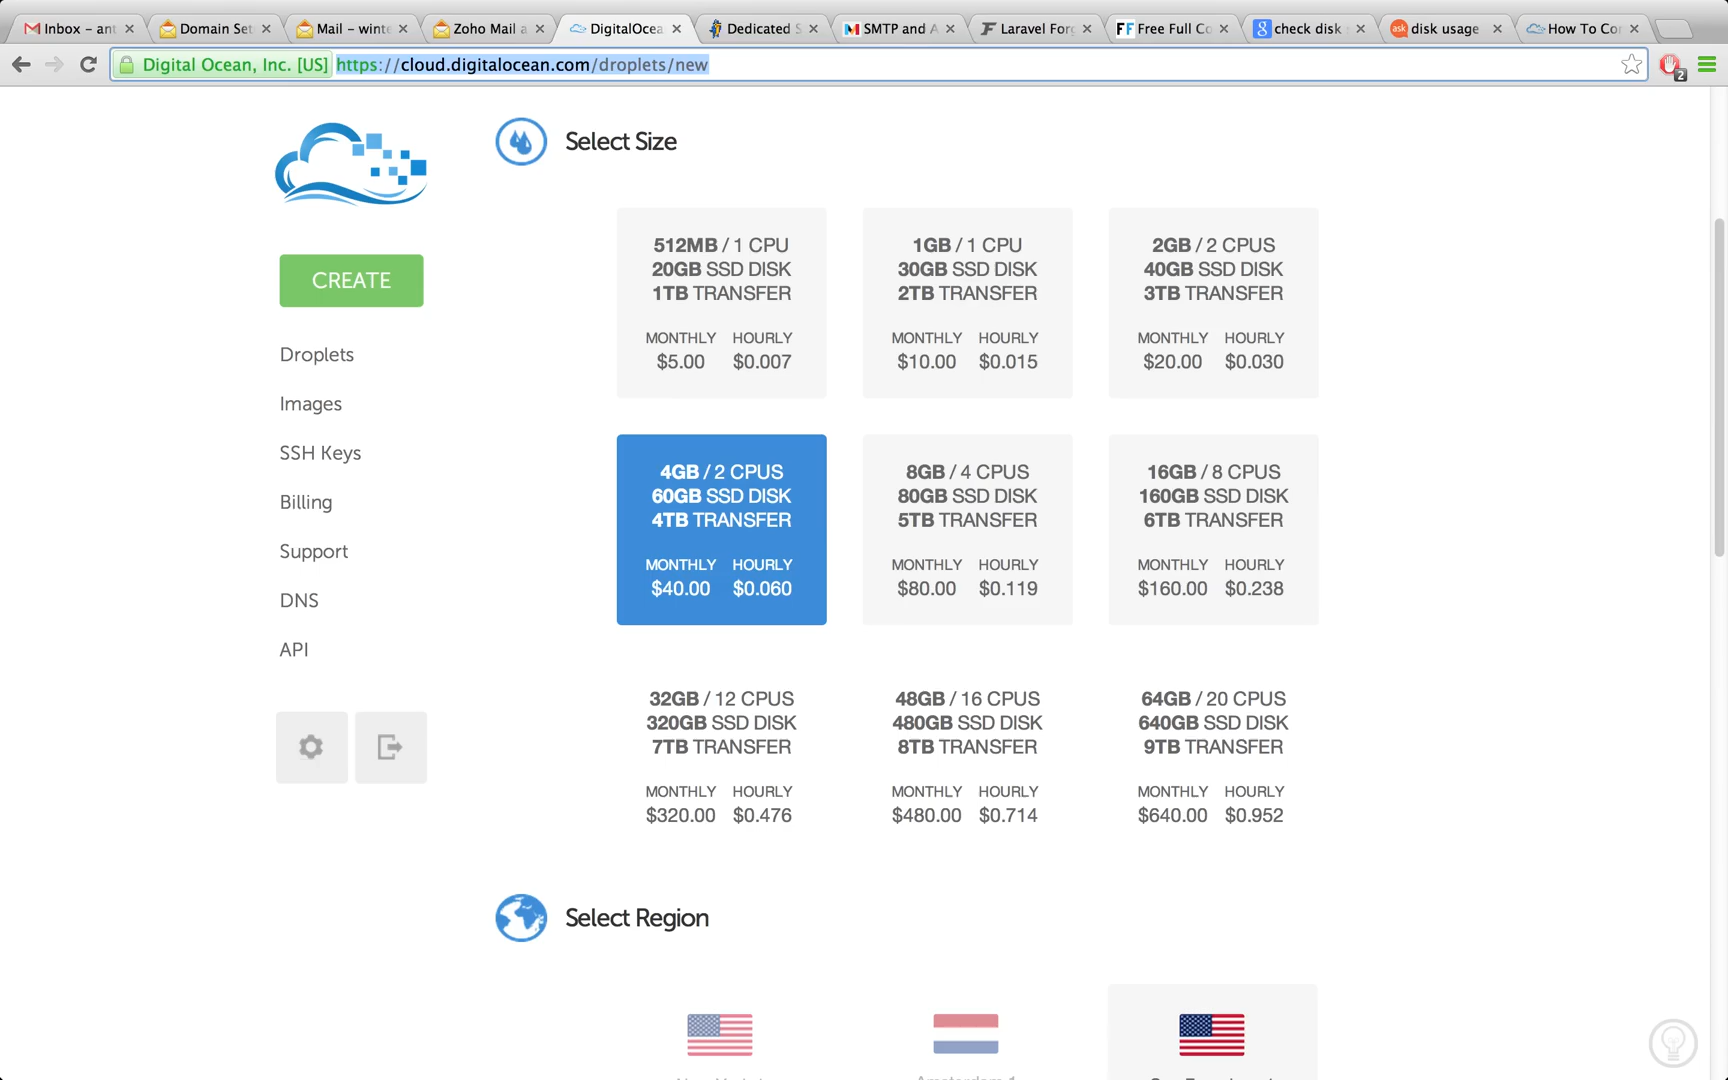 Inbox - ant
Domain Set
Mail – winte
Zoho Mail a
DigitalOcea
Dedicated S
SMTP and A
Laravel Forg
FF Free Full Co
check disk
disk usage
How To Co
Digital Ocean, Inc. [US] https://cloud.digitalocean.com/droplets/new
2
CREATE
Droplets
Images
SSH Keys
Billing
Support
DNS
API
Select Size
512MB / 1 CPU
20GB SSD DISK
1TB TRANSFER
MONTHLY HOURLY
$5.00 $0.007
1GB / 1 CPU
30GB SSD DISK
2TB TRANSFER
MONTHLY HOURLY
$10.00 $0.015
2GB / 2 CPUS
40GB SSD DISK
3TB TRANSFER
MONTHLY HOURLY
$20.00 $0.030
4GB / 2 CPUS
60GB SSD DISK
4TB TRANSFER
MONTHLY HOURLY
$40.00 $0.060
8GB / 4 CPUS
80GB SSD DISK
5TB TRANSFER
MONTHLY HOURLY
$80.00 $0.119
16GB / 8 CPUS
160GB SSD DISK
6TB TRANSFER
MONTHLY HOURLY
$160.00 $0.238
32GB / 12 CPUS
320GB SSD DISK
7TB TRANSFER
MONTHLY HOURLY
$320.00 $0.476
48GB / 16 CPUS
480GB SSD DISK
8TB TRANSFER
MONTHLY HOURLY
$480.00 $0.714
64GB / 20 CPUS
640GB SSD DISK
9TB TRANSFER
MONTHLY HOURLY
$640.00 $0.952
Select Region